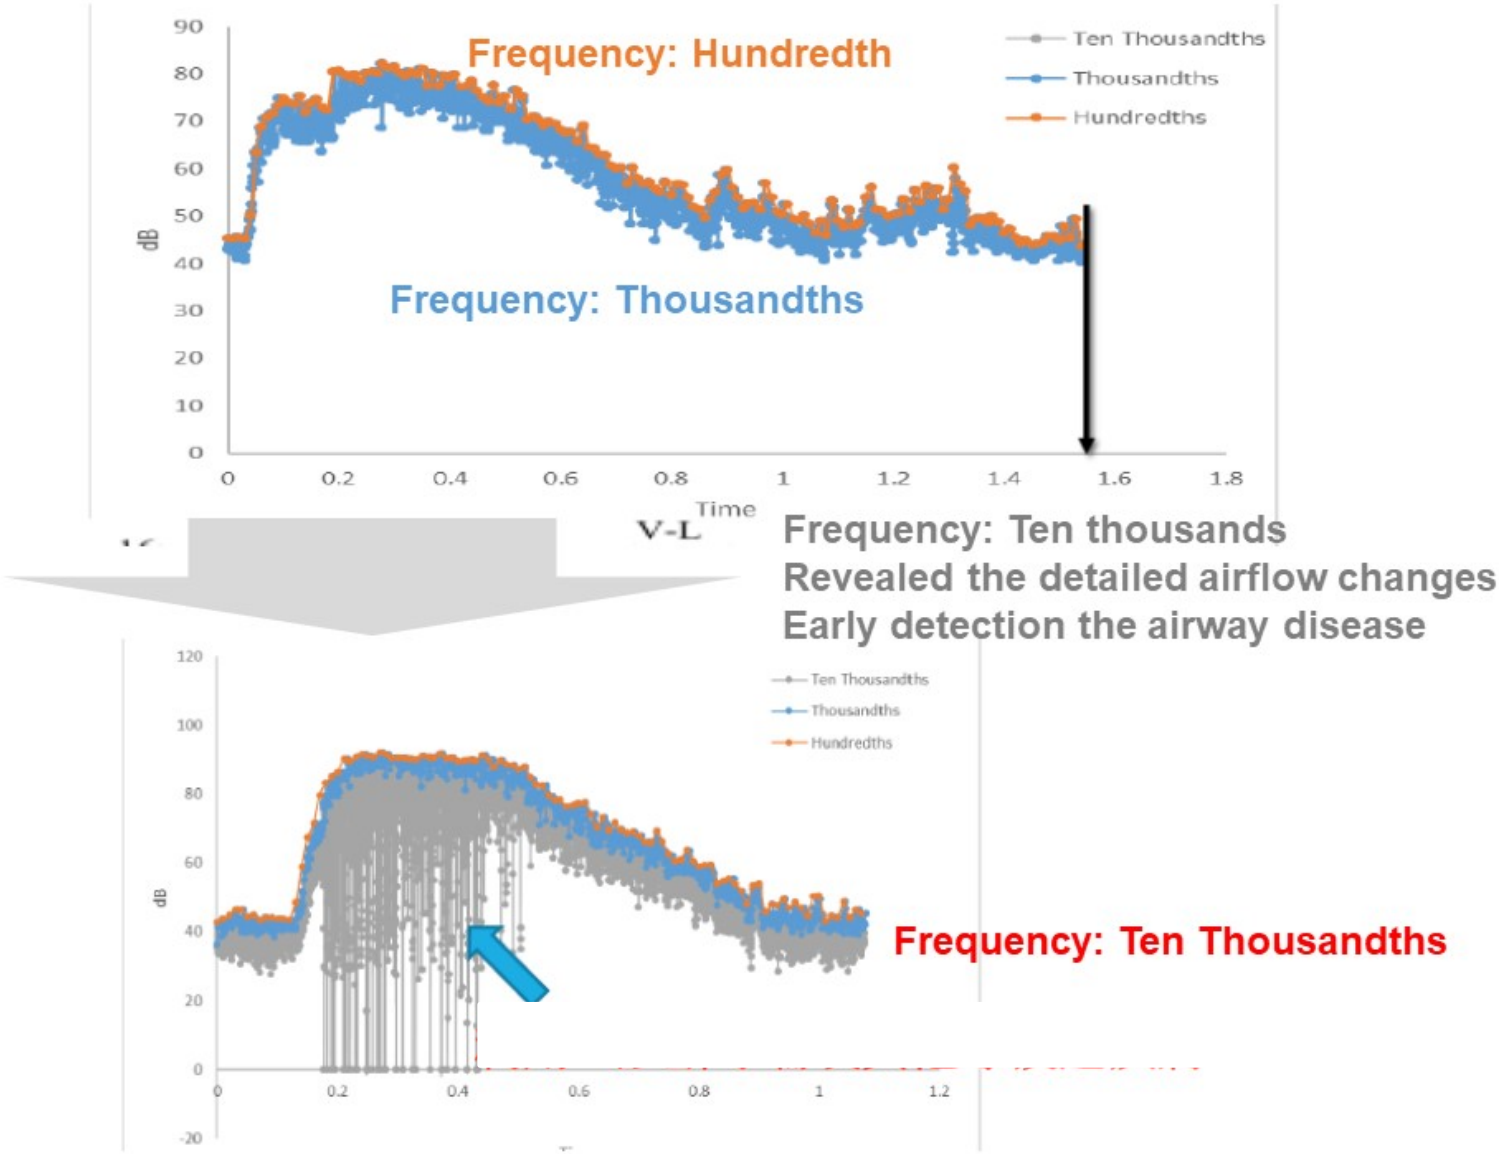 90
80
70
60
50
40
30
20
10
0
dB
Frequency: Hundredth
Ten Thousandths
Thousandths
Hundredths
Frequency: Thousandths
0 0.2 0.4 0.6 0.8 1 1.2 1.4 1.6 1.8
Time
V-L
Frequency: Ten thousands
Revealed the detailed airflow changes
Early detection the airway disease
120
100
80
60
40
20
0
-20
dB
Ten Thousandths
Thousandths
Hundredths
Frequency: Ten Thousandths
0 0.2 0.4 0.6 0.8 1 1.2